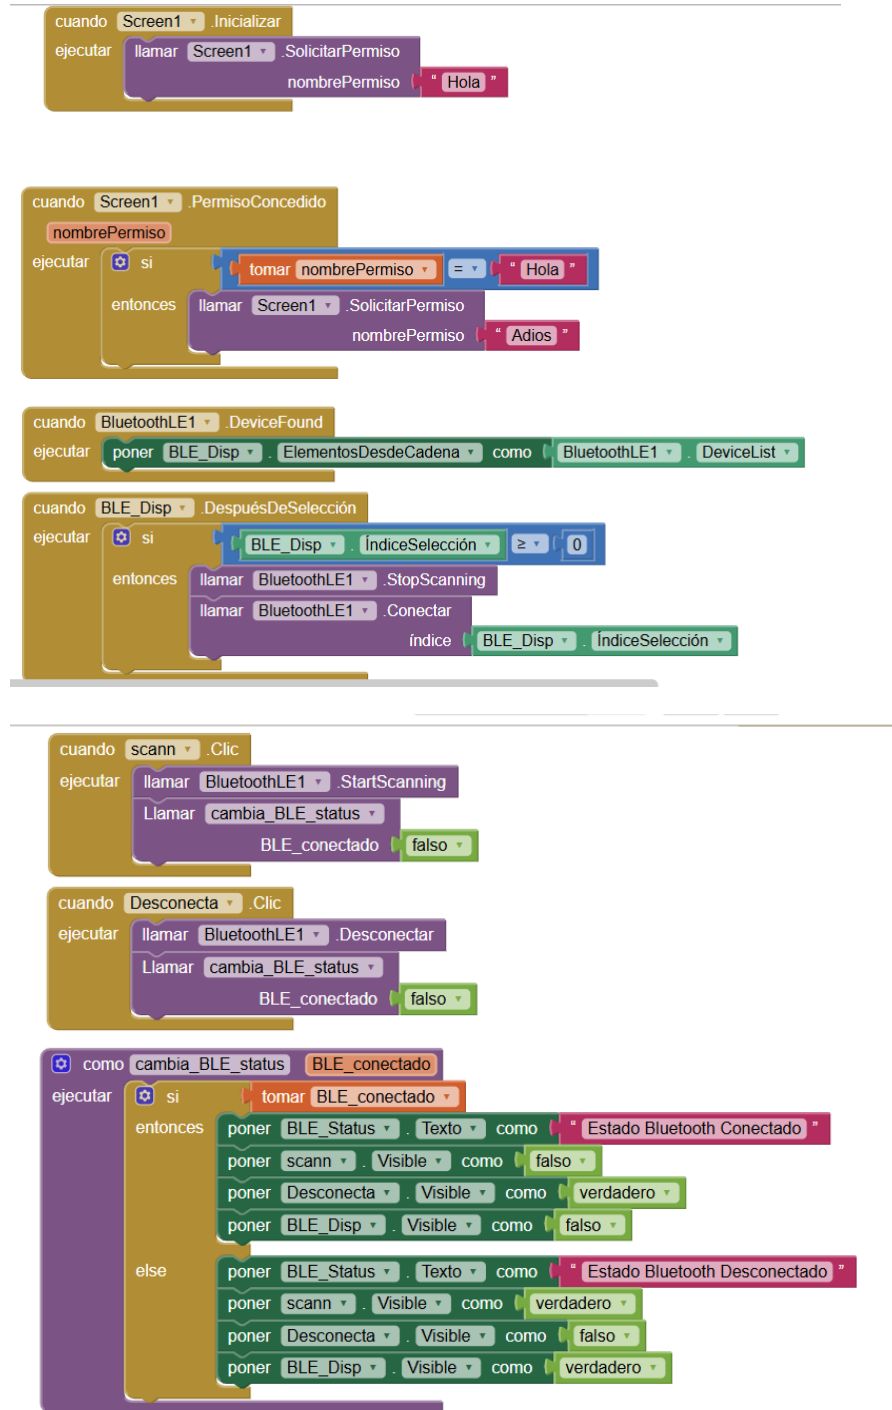 cuando Screen1 .Inicializar
ejecutar llamar Screen1 .SolicitarPermiso
nombrePermiso " Hola "
cuando Screen1 .PermisoConcedido
nombrePermiso
ejecutar si tomar nombrePermiso = " Hola "
entonces llamar Screen1 .SolicitarPermiso
nombrePermiso " Adios "
cuando BluetoothLE1 .DeviceFound
ejecutar poner BLE_Disp . ElementosDesdeCadena como BluetoothLE1 . DeviceList
cuando BLE_Disp .DespuésDeSelección
ejecutar si BLE_Disp . ÍndiceSelección ≥ 0
entonces llamar BluetoothLE1 .StopScanning
llamar BluetoothLE1 .Conectar
índice BLE_Disp . ÍndiceSelección
cuando scann .Clic
ejecutar llamar BluetoothLE1 .StartScanning
Llamar cambia_BLE_status
BLE_conectado falso
cuando Desconecta .Clic
ejecutar llamar BluetoothLE1 .Desconectar
Llamar cambia_BLE_status
BLE_conectado falso
como cambia_BLE_status BLE_conectado
ejecutar si tomar BLE_conectado
entonces poner BLE_Status . Texto como " Estado Bluetooth Conectado "
poner scann . Visible como falso
poner Desconecta . Visible como verdadero
poner BLE_Disp . Visible como falso
else poner BLE_Status . Texto como " Estado Bluetooth Desconectado "
poner scann . Visible como verdadero
poner Desconecta . Visible como falso
poner BLE_Disp . Visible como verdadero